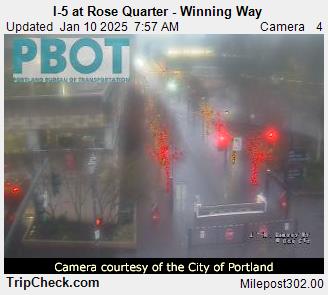 I-5 at Rose Quarter - Winning Way
Updated Jan 10 2025 7:57 AM Camera 4
PBOT
PORTLAND BUREAU OF TRANSPORTATION
Camera courtesy of the City of Portland
TripCheck.com Milepost302.00